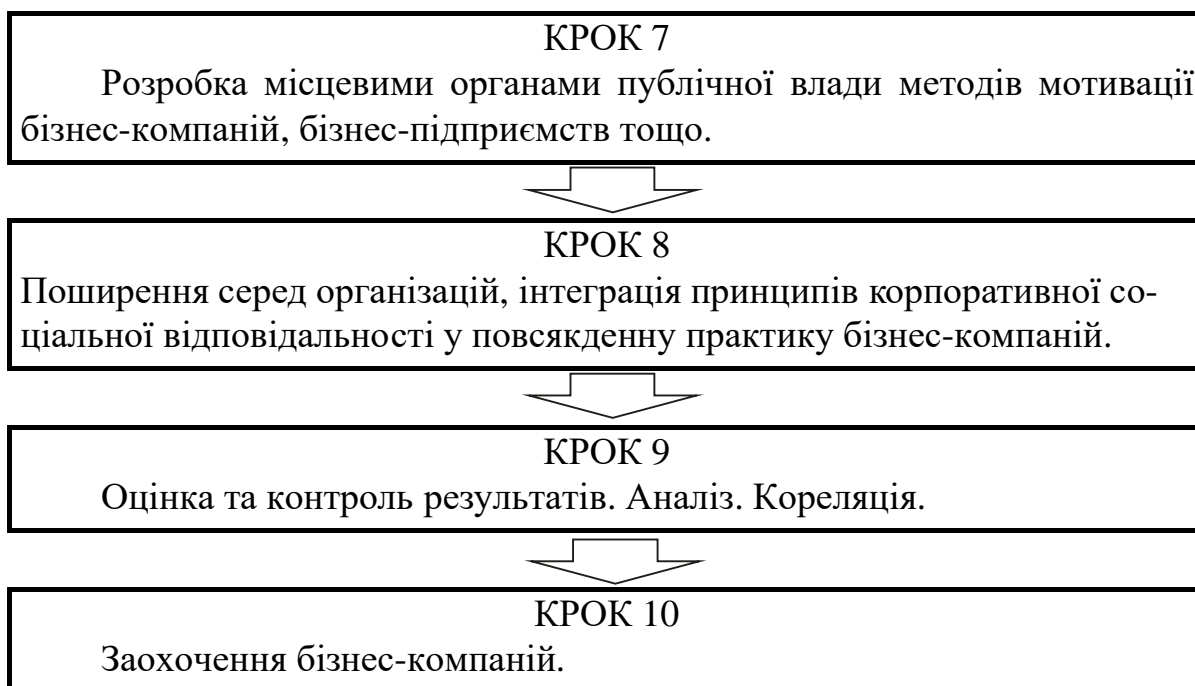 КРОК 7
Розробка місцевими органами публічної влади методів мотивації
бізнес-компаній, бізнес-підприємств тощо.
КРОК 8
Поширення серед організацій, інтеграція принципів корпоративної со-
ціальної відповідальності у повсякденну практику бізнес-компаній.
КРОК 9
Оцінка та контроль результатів. Аналіз. Кореляція.
КРОК 10
Заохочення бізнес-компаній.